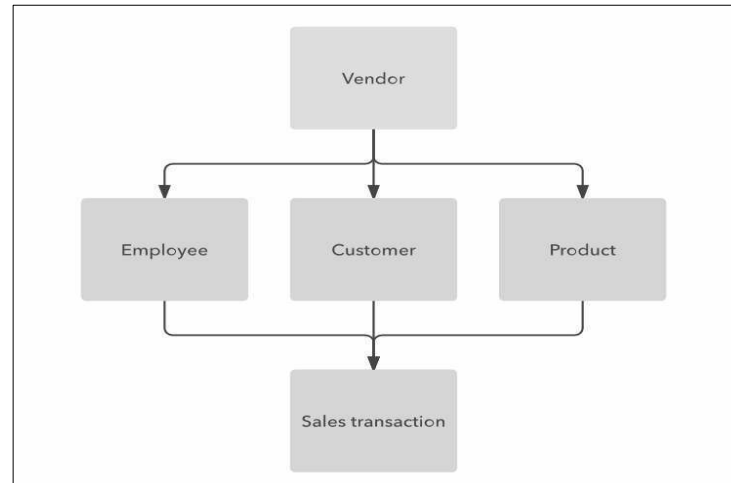 Vendor
Employee
Customer
Product
Sales transaction